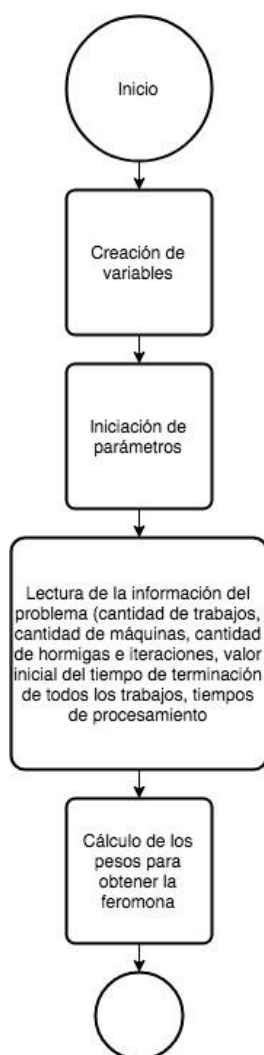 Inicio
Creación de
variables
Iniciación de
parámetros
Lectura de la información del
problema (cantidad de trabajos,
cantidad de máquinas, cantidad
de hormigas e iteraciones, valor
inicial del tiempo de terminación
de todos los trabajos, tiempos
de procesamiento
Cálculo de los
pesos para
obtener la
feromona